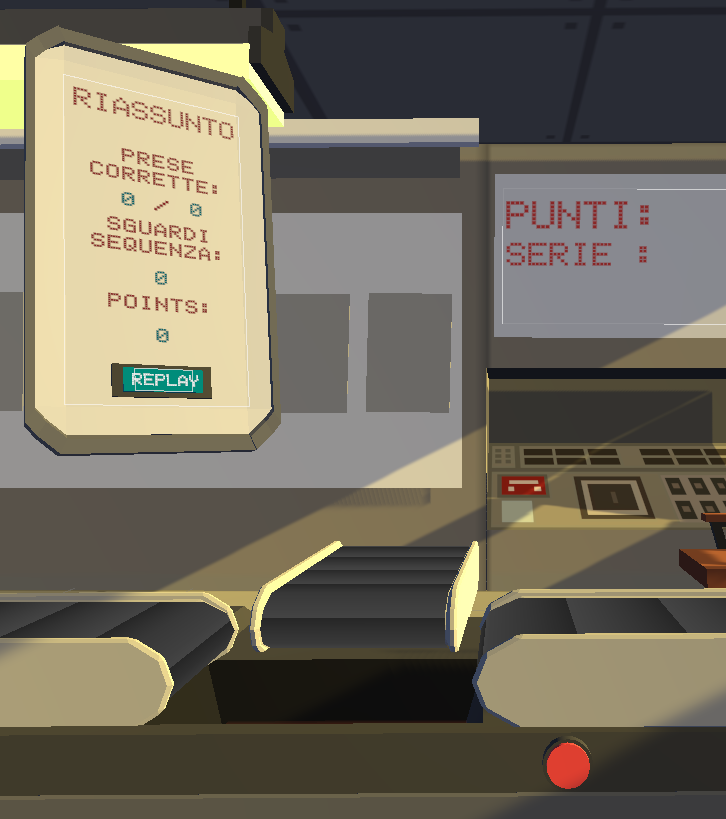 RIASSUNTO
PRESE
CORRETTE:
0 / 0
SGUARDI
SEQUENZA:
0
POINTS:
0
REPLAY
PUNTI:
SERIE :